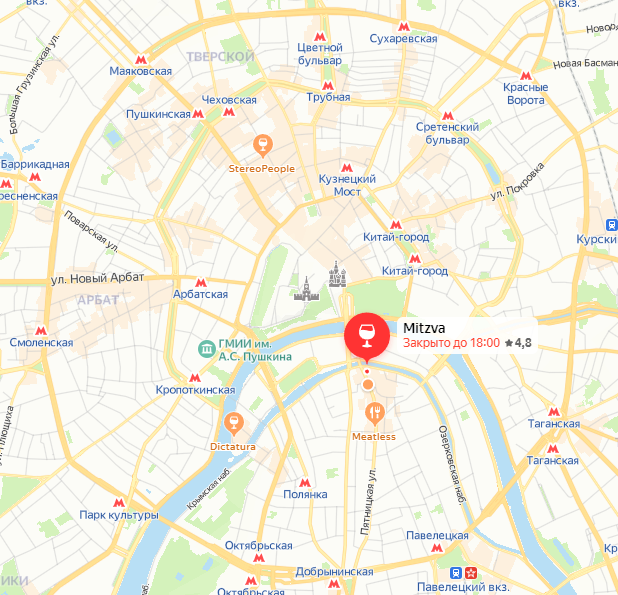 вкз.
вкз.
Сухаревская
Цветной
бульвар
ТВЕРСКОЙ
Маяковская
Новая Басман
Красные
Ворота
Большая Грузинская ул.
Чеховская
Трубная
Пушкинская
Сретенский
бульвар
StereoPeople
Баррикадная
Кузнецкий
Мост
ул. Покровка
Поварская ул.
Китай-город
Курски
Китай-город
ул. Новый Арбат
АРБАТ
Арбатская
Mitzva
Закрыто до 18:00 ★4,8
Смоленская
ГМИИ им.
А.С. Пушкина
Кропоткинская
Dictatura
Meatless
Таганская
Таганская
Озерковская наб.
Крымская наб.
Полянка
Пятницкая ул.
Парк культуры
Павелецкая
Октябрьская
Добрынинская
Октябрьская
Павелецкий вкз.